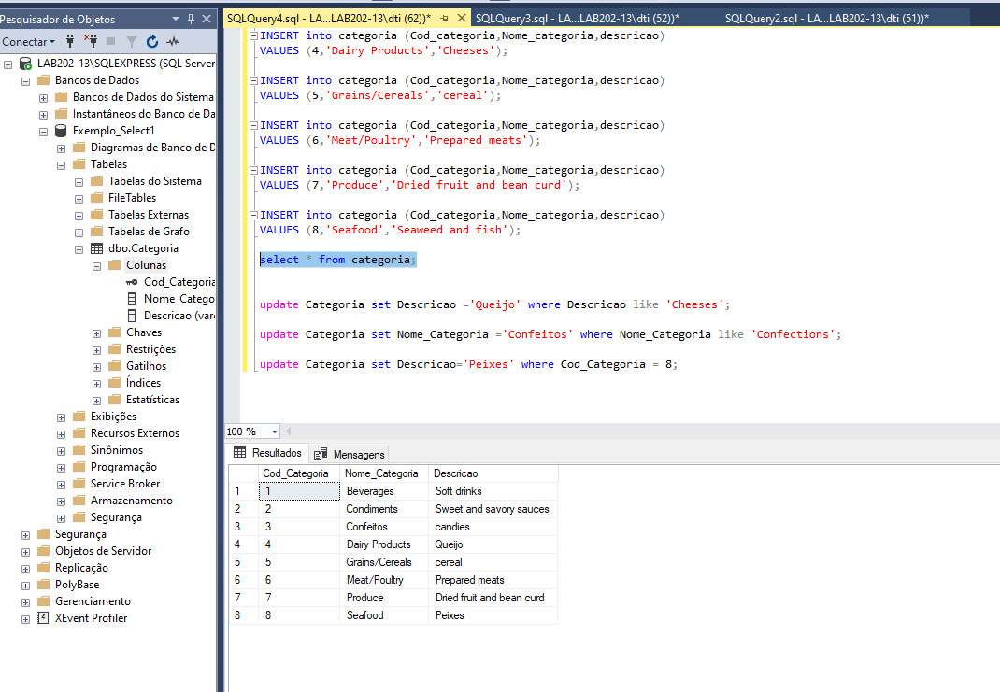 Pesquisador de Objetos
Conectar
LAB202-13\SQLEXPRESS (SQL Server
Bancos de Dados
Bancos de Dados do Sistema
Instantâneos do Banco de Da
Exemplo_Select1
Diagramas de Banco de D
Tabelas
Tabelas do Sistema
FileTables
Tabelas Externas
Tabelas de Grafo
dbo.Categoria
Colunas
Cod_Categoria
Nome_Catego
Descricao (varc
Chaves
Restrições
Gatilhos
Índices
Estatísticas
Exibições
Recursos Externos
Sinônimos
Programação
Service Broker
Armazenamento
Segurança
Segurança
Objetos de Servidor
Replicação
PolyBase
Gerenciamento
XEvent Profiler
SQLQuery4.sql - LA...LAB202-13\dti (62))*
SQLQuery3.sql - LA...LAB202-13\dti (52))*
SQLQuery2.sql - LA...LAB202-13\dti (51))*
INSERT into categoria (Cod_categoria,Nome_categoria,descricao)
VALUES (4,'Dairy Products','Cheeses');
INSERT into categoria (Cod_categoria,Nome_categoria,descricao)
VALUES (5,'Grains/Cereals','cereal');
INSERT into categoria (Cod_categoria,Nome_categoria,descricao)
VALUES (6,'Meat/Poultry','Prepared meats');
INSERT into categoria (Cod_categoria,Nome_categoria,descricao)
VALUES (7,'Produce','Dried fruit and bean curd');
INSERT into categoria (Cod_categoria,Nome_categoria,descricao)
VALUES (8,'Seafood','Seaweed and fish');
select * from categoria;
update Categoria set Descricao ='Queijo' where Descricao like 'Cheeses';
update Categoria set Nome_Categoria ='Confeitos' where Nome_Categoria like 'Confections';
update Categoria set Descricao='Peixes' where Cod_Categoria = 8;
100 %
Resultados Mensagens
Cod_Categoria Nome_Categoria Descricao
1 1 Beverages Soft drinks
2 2 Condiments Sweet and savory sauces
3 3 Confeitos candies
4 4 Dairy Products Queijo
5 5 Grains/Cereals cereal
6 6 Meat/Poultry Prepared meats
7 7 Produce Dried fruit and bean curd
8 8 Seafood Peixes